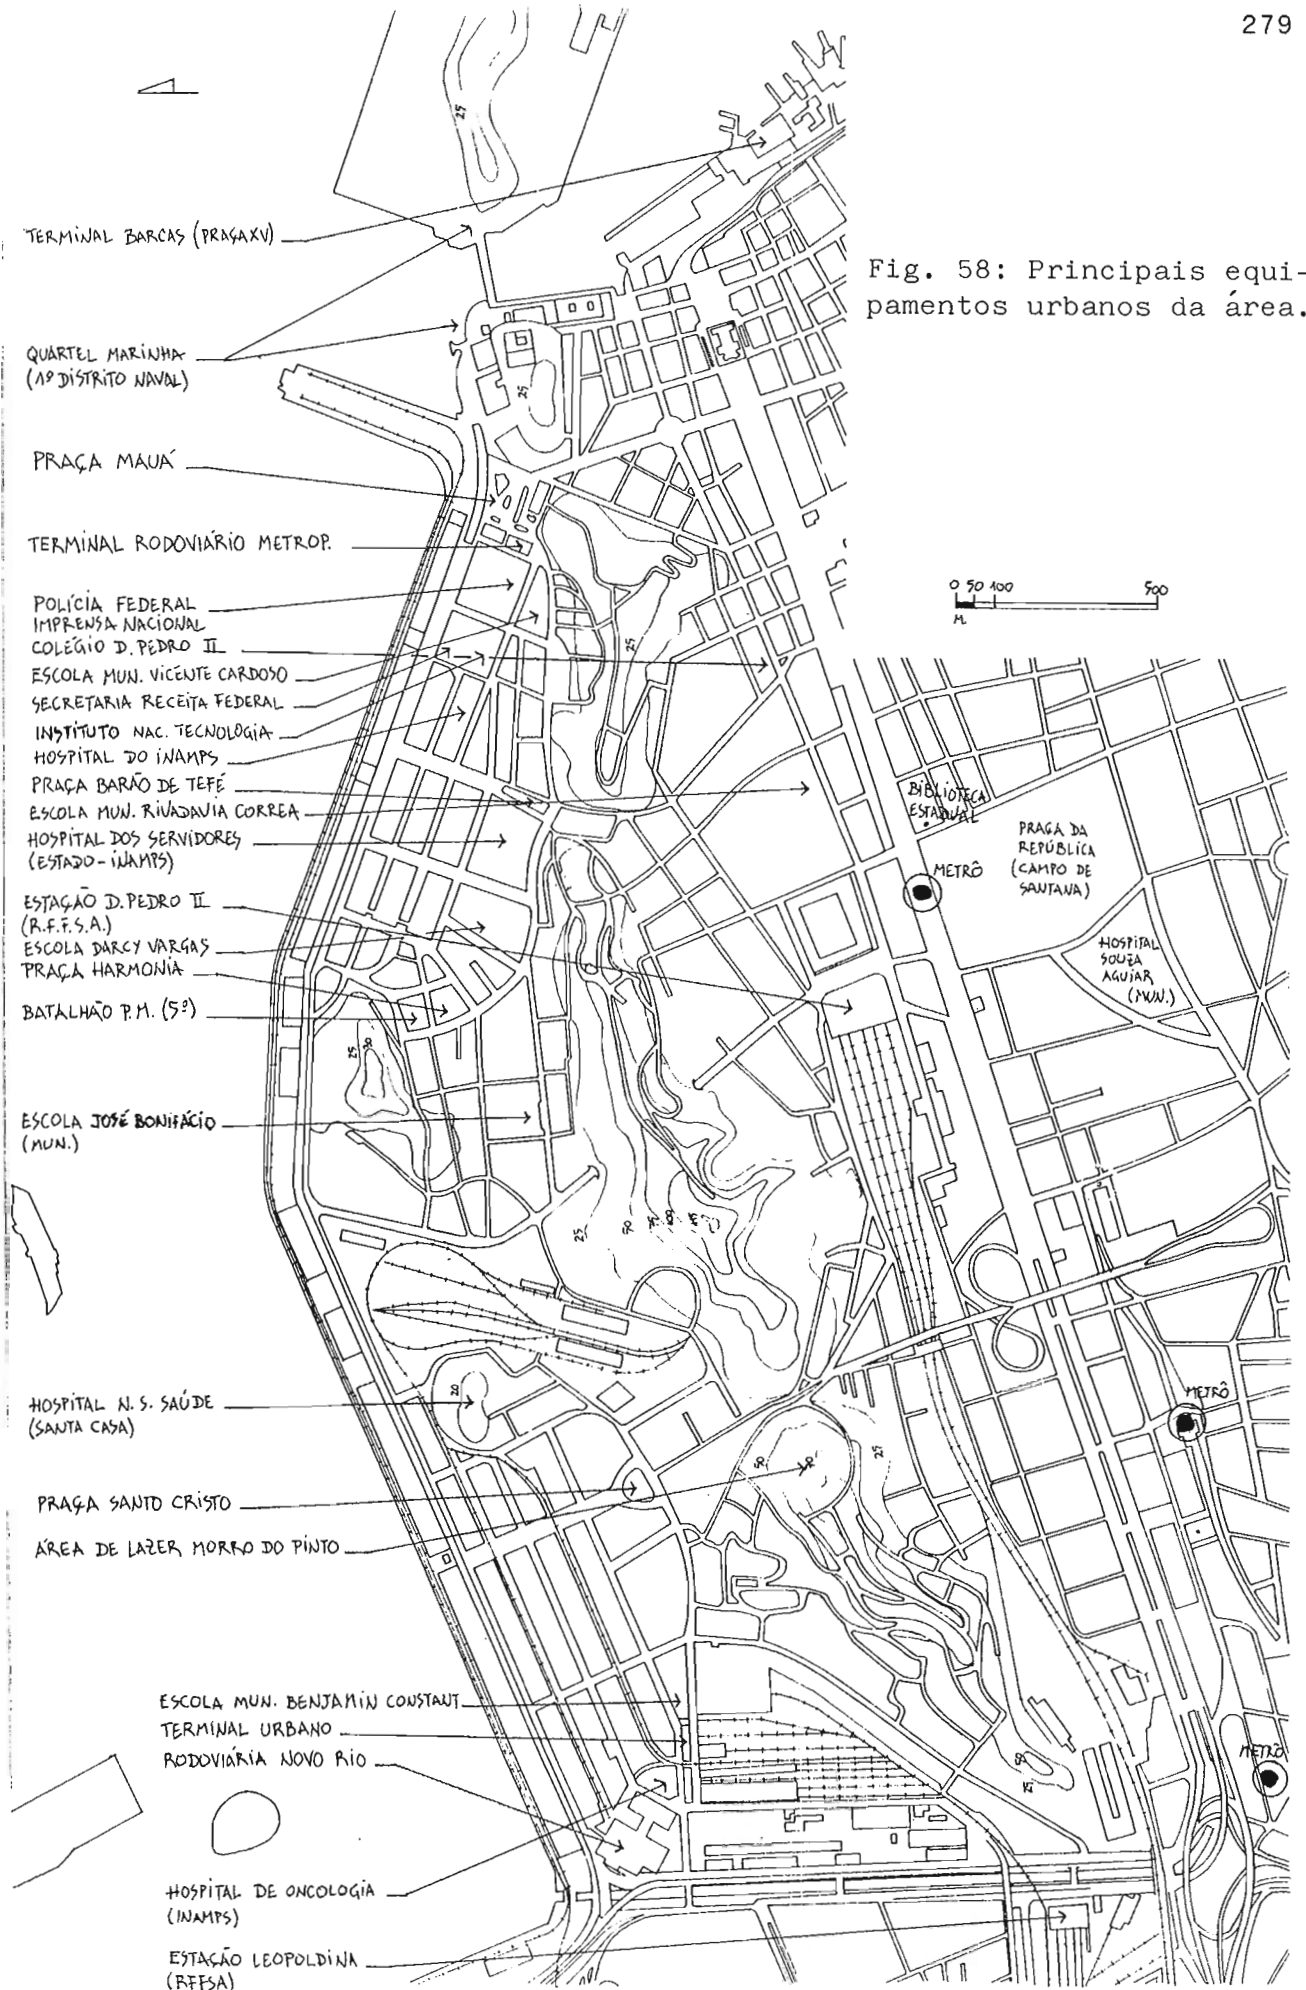 279
TERMINAL BARCAS (PRAÇA XV)
Fig. 58: Principais equi-
pamentos urbanos da área.
QUARTEL MARINHA
(1º DISTRITO NAVAL)
PRAÇA MAUÁ
TERMINAL RODOVIÁRIO METROP.
0 50 100 500
M
POLÍCIA FEDERAL
IMPRENSA NACIONAL
COLÉGIO D. PEDRO II
ESCOLA MUN. VICENTE CARDOSO
SECRETARIA RECEITA FEDERAL
INSTITUTO NAC. TECNOLOGIA
HOSPITAL DO INAMPS
PRAÇA BARÃO DE TEFÉ
ESCOLA MUN. RIVADAVIA CORREA
HOSPITAL DOS SERVIDORES
(ESTADO-INAMPS)
BIBLIOTECA
ESTADUAL
PRAÇA DA
REPÚBLICA
(CAMPO DE
SANTANA)
METRÔ
ESTAÇÃO D. PEDRO II
(R.F.F.S.A.)
ESCOLA DARCY VARGAS
PRAÇA HARMONIA
BATALHÃO P.M. (5º)
HOSPITAL
SOUZA
AGUIAR
(MUN.)
ESCOLA JOSÉ BONIFÁCIO
(MUN.)
HOSPITAL N. S. SAÚDE
(SANTA CASA)
METRÔ
PRAÇA SANTO CRISTO
ÁREA DE LAZER MORRO DO PINTO
ESCOLA MUN. BENJAMIN CONSTANT
TERMINAL URBANO
RODOVIÁRIA NOVO RIO
METRÔ
HOSPITAL DE ONCOLOGIA
(INAMPS)
ESTAÇÃO LEOPOLDINA
(RFFSA)
25
25
25
25
20
25
50
75
100
20
50
25
50